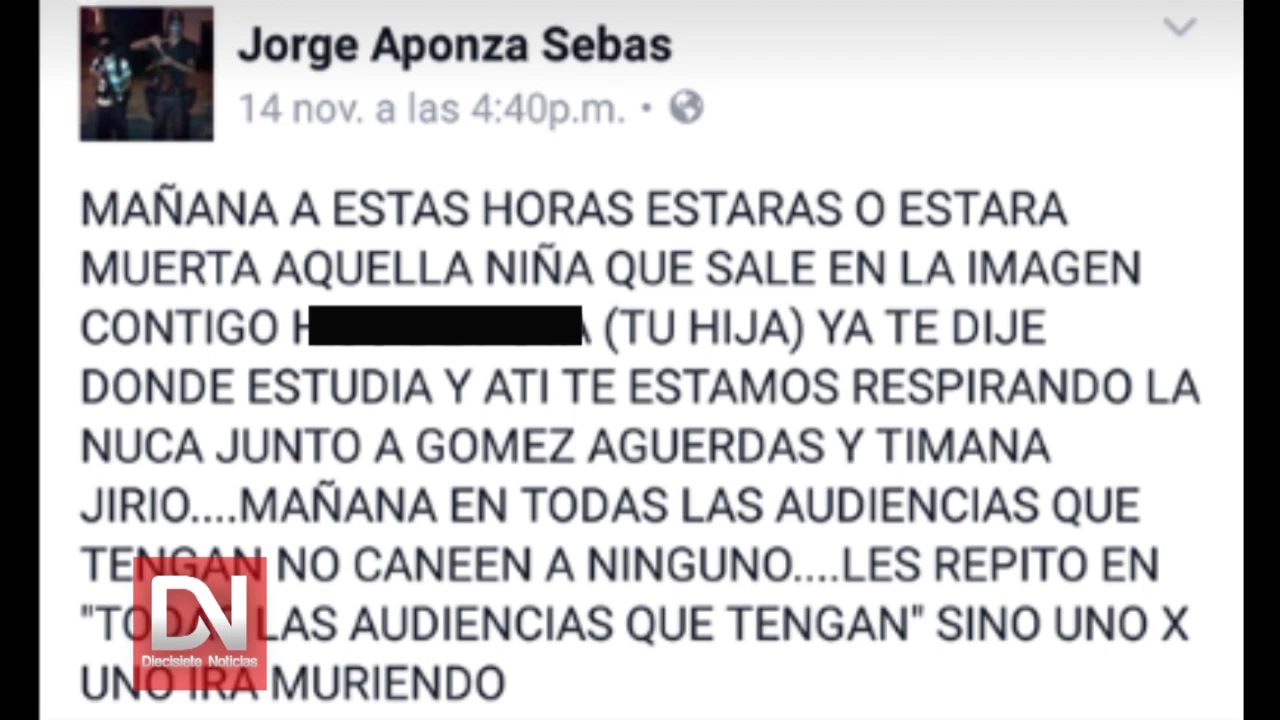 Jorge Aponza Sebas
14 nov. a las 4:40p.m. •
MAÑANA A ESTAS HORAS ESTARAS O ESTARA
MUERTA AQUELLA NIÑA QUE SALE EN LA IMAGEN
CONTIGO (TU HIJA) YA TE DIJE
DONDE ESTUDIA Y ATI TE ESTAMOS RESPIRANDO LA
NUCA JUNTO A GOMEZ AGUERDAS Y TIMANA
JIRIO....MAÑANA EN TODAS LAS AUDIENCIAS QUE
TENGAN NO CANEEN A NINGUNO....LES REPITO EN
"TODAS LAS AUDIENCIAS QUE TENGAN" SINO UNO X
UNO IRA MURIENDO
DN
Diecisiete Noticias